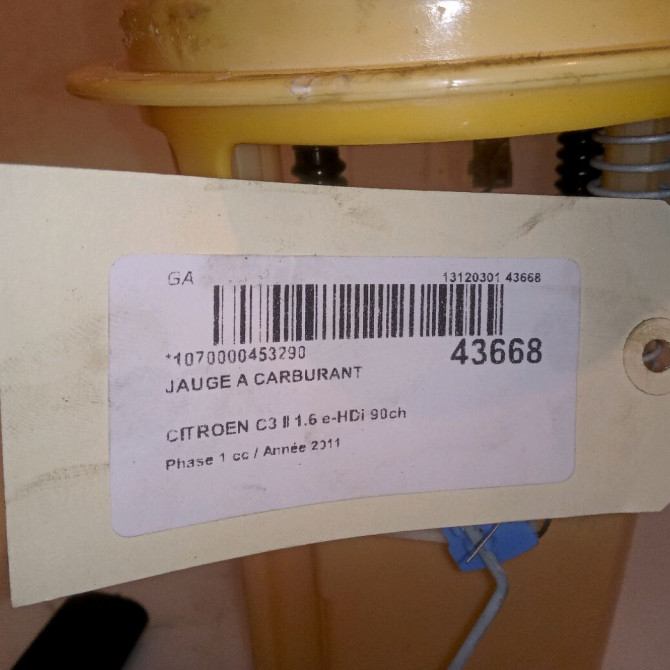 GA
13120301 43668
*1070000453290
43668
JAUGE A CARBURANT
CITROEN C3 II 1.6 e-HDi 90ch
Phase 1 cc / Année 2011